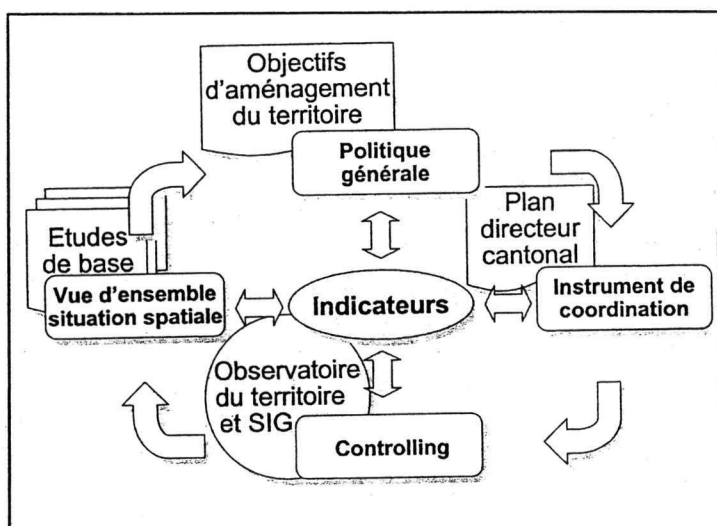 Objectifs
d'aménagement
du territoire
Politique
générale
Plan
directeur
cantonal
Instrument de
coordination
Etudes
de base
Vue d'ensemble
situation spatiale
Indicateurs
Observatoire
du territoire
et SIG
Controlling